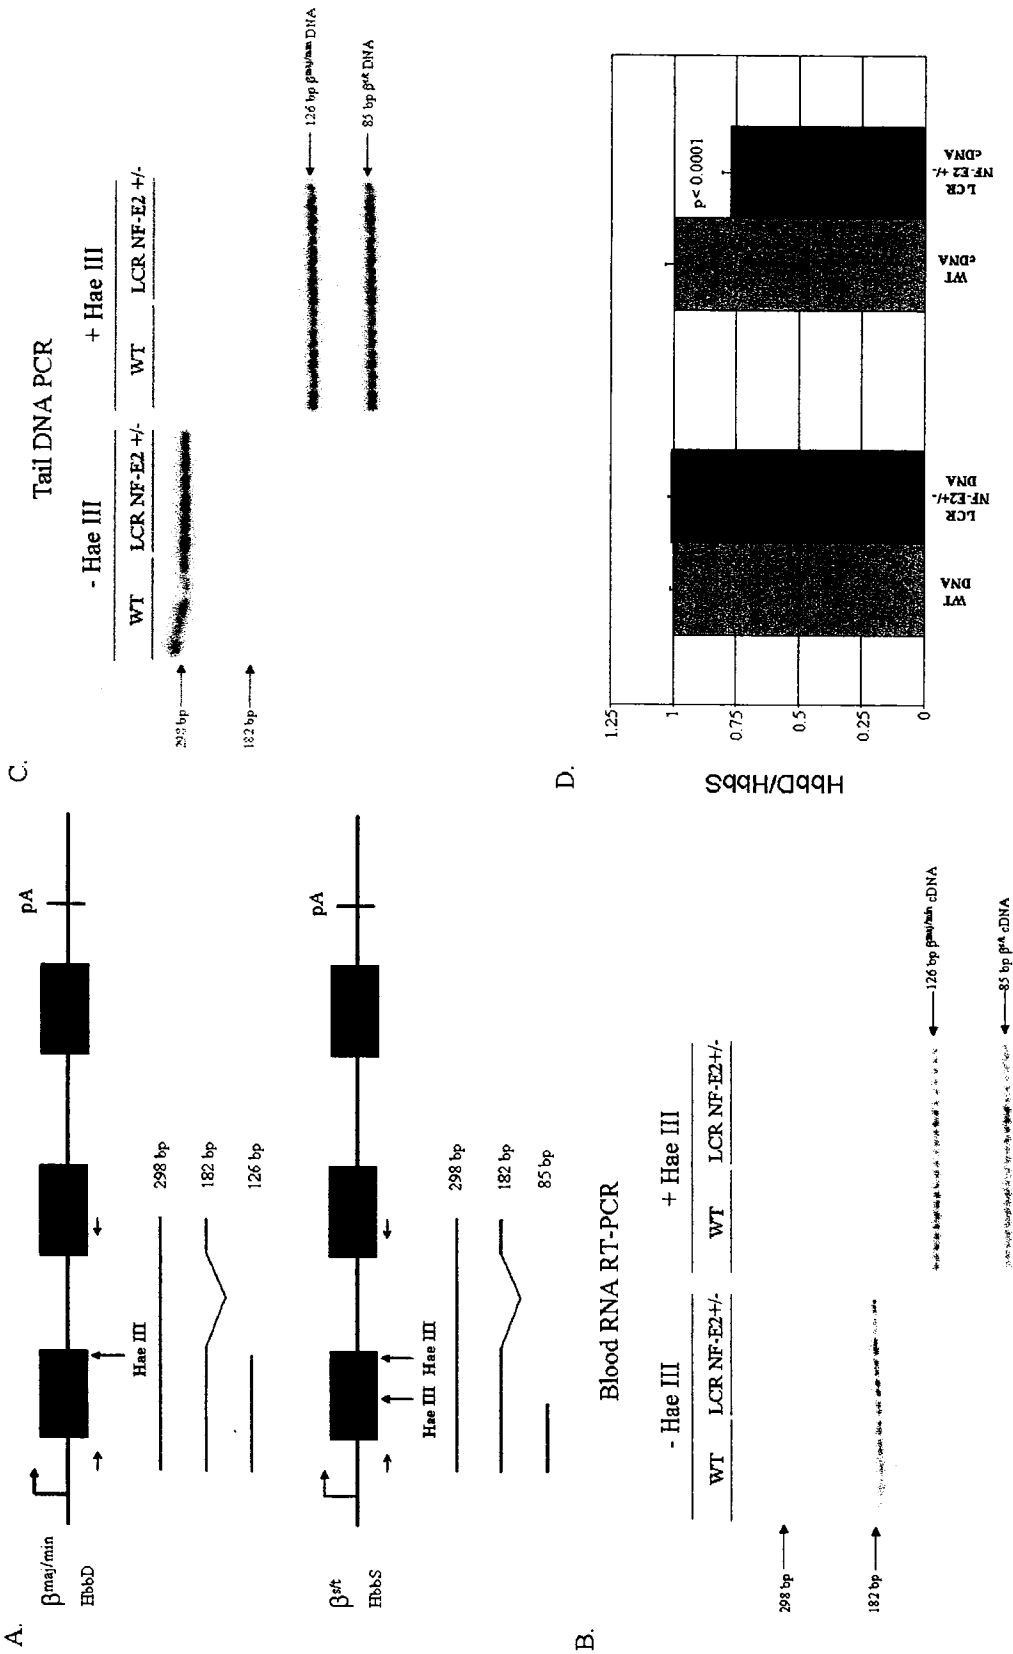 A.
βmaj/min
HbbD
pA
Hae III
298 bp
182 bp
126 bp
βs/t
HbbS
pA
Hae III Hae III
298 bp
182 bp
85 bp
B.
Blood RNA RT-PCR
- Hae III + Hae III
WT LCR NF-E2+/- WT LCR NF-E2+/-
298 bp
182 bp
126 bp βmaj/min cDNA
85 bp βs/t cDNA
C.
Tail DNA PCR
- Hae III + Hae III
WT LCR NF-E2 +/- WT LCR NF-E2 +/-
298 bp
182 bp
126 bp βmaj/min DNA
85 bp βs/t DNA
D.
HbbD/HbbS
1.25
1
0.75
0.5
0.25
0
p< 0.0001
WT
DNA
LCR
NF-E2+/-
DNA
WT
cDNA
LCR
NF-E2 +/-
cDNA